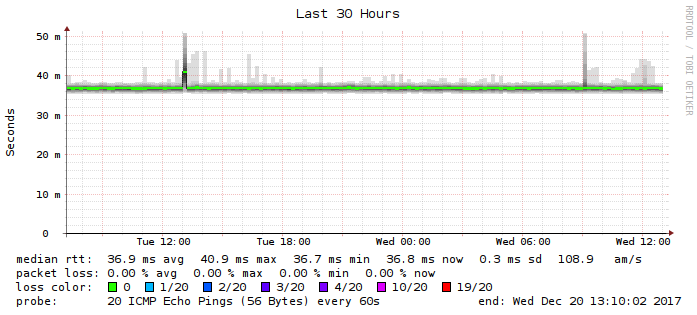 Last 30 Hours
RRDTOOL / TOBI OETIKER
Seconds
50 m
40 m
30 m
20 m
10 m
0
Tue 12:00 Tue 18:00 Wed 00:00 Wed 06:00 Wed 12:00
median rtt: 36.9 ms avg 40.9 ms max 36.7 ms min 36.8 ms now 0.3 ms sd 108.9 am/s
packet loss: 0.00 % avg 0.00 % max 0.00 % min 0.00 % now
loss color: 0 1/20 2/20 3/20 4/20 10/20 19/20
probe: 20 ICMP Echo Pings (56 Bytes) every 60s end: Wed Dec 20 13:10:02 2017